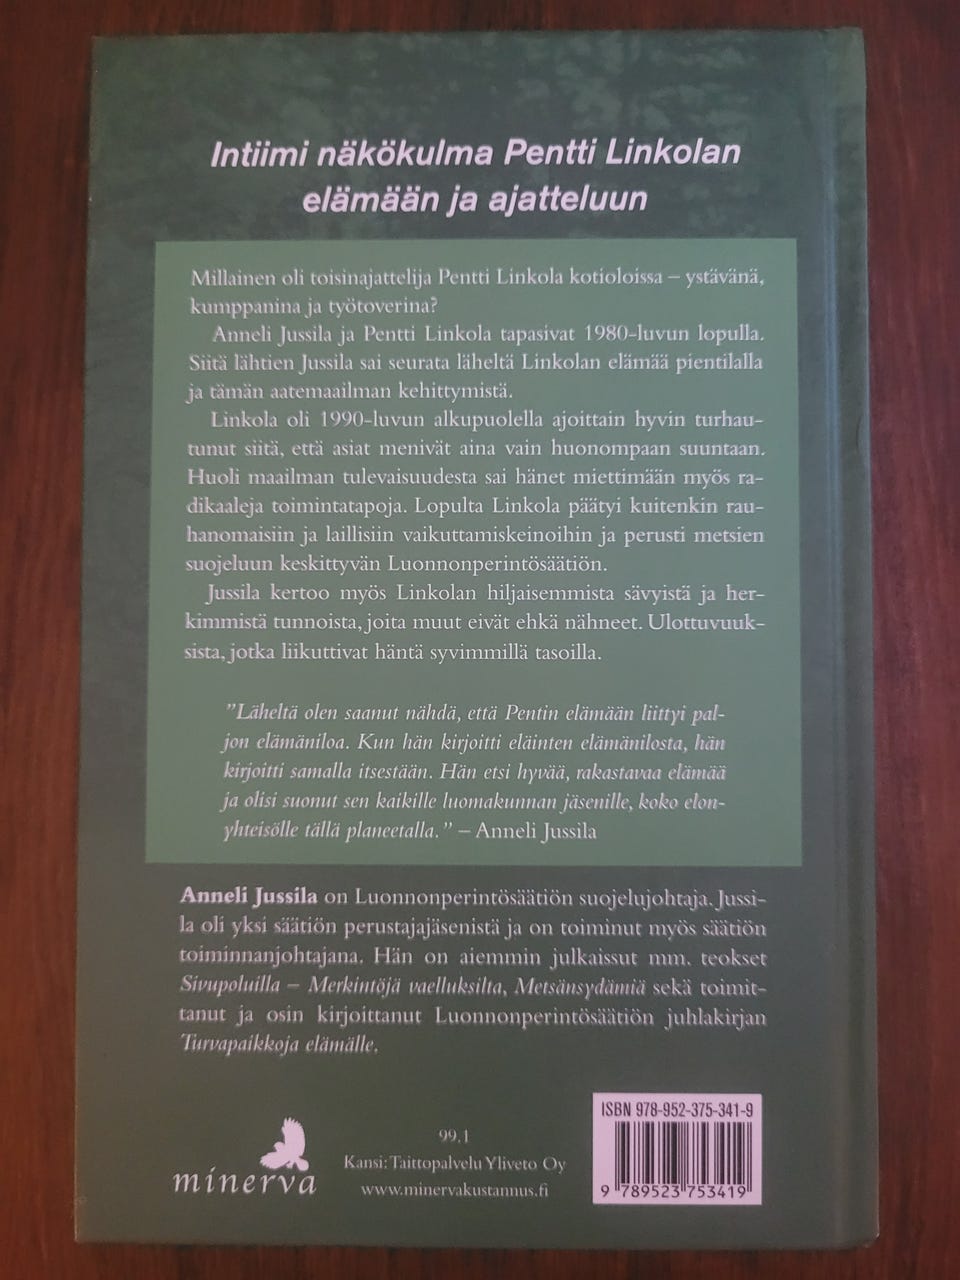 Intiimi näkökulma Pentti Linkolan
elämään ja ajatteluun
Millainen oli toisinajattelija Pentti Linkola kotioloissa – ystävänä,
kumppanina ja työtoverina?
Anneli Jussila ja Pentti Linkola tapasivat 1980-luvun lopulla.
Siitä lähtien Jussila sai seurata läheltä Linkolan elämää pientilalla
ja tämän aatemaailman kehittymistä.
Linkola oli 1990-luvun alkupuolella ajoittain hyvin turhau-
tunut siitä, että asiat menivät aina vain huonompaan suuntaan.
Huoli maailman tulevaisuudesta sai hänet miettimään myös ra-
dikaaleja toimintatapoja. Lopulta Linkola päätyi kuitenkin rau-
hanomaisiin ja laillisiin vaikuttamiskeinoihin ja perusti metsien
suojeluun keskittyvän Luonnonperintösäätiön.
Jussila kertoo myös Linkolan hiljaisemmista sävyistä ja her-
kimmistä tunnoista, joita muut eivät ehkä nähneet. Ulottuvuuk-
sista, jotka liikuttivat häntä syvimmillä tasoilla.
”Läheltä olen saanut nähdä, että Pentin elämään liittyi pal-
jon elämäniloa. Kun hän kirjoitti eläinten elämänilosta, hän
kirjoitti samalla itsestään. Hän etsi hyvää, rakastavaa elämää
ja olisi suonut sen kaikille luomakunnan jäsenille, koko elon-
yhteisölle tällä planeetalla.” – Anneli Jussila
Anneli Jussila on Luonnonperintösäätiön suojelujohtaja. Jussi-
la oli yksi säätiön perustajajäsenistä ja on toiminut myös säätiön
toiminnanjohtajana. Hän on aiemmin julkaissut mm. teokset
Sivupoluilla – Merkintöjä vaelluksilta, Metsänsydämiä sekä toimit-
tanut ja osin kirjoittanut Luonnonperintösäätiön juhlakirjan
Turvapaikkoja elämälle.
ISBN 978-952-375-341-9
9 789523 753419
99.1
Kansi: Taittopalvelu Yliveto Oy
www.minervakustannus.fi
minerva